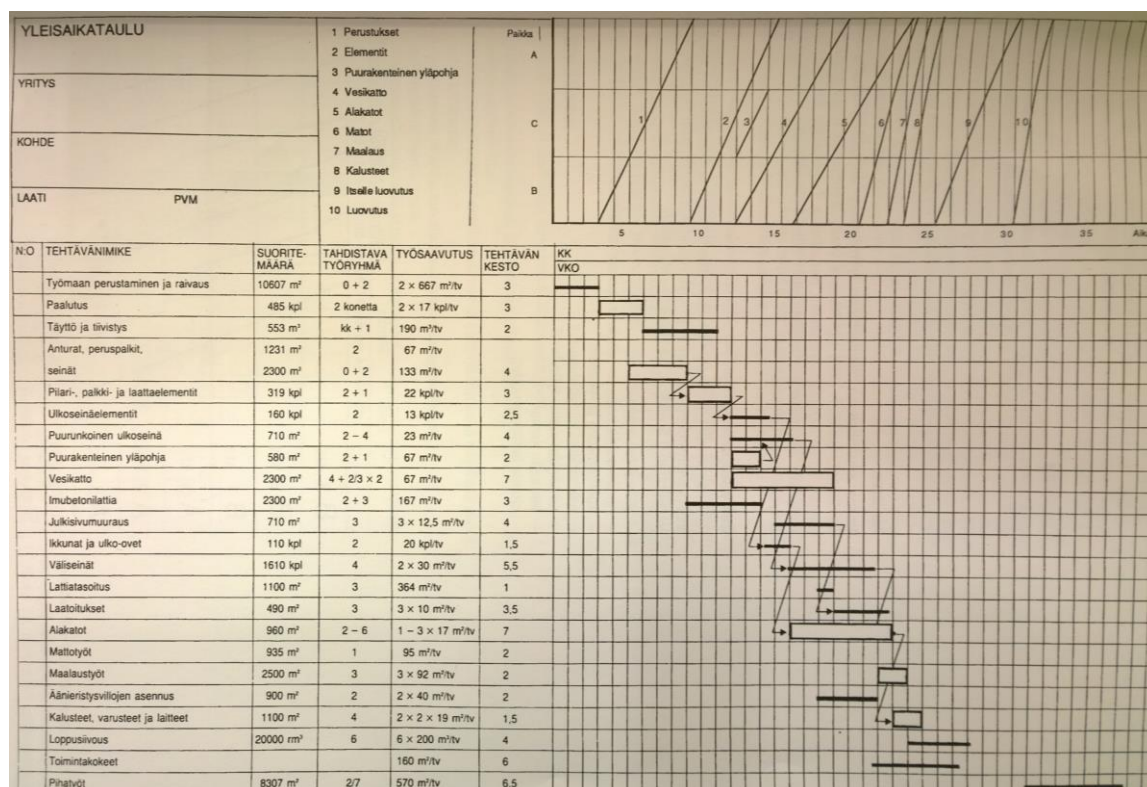 YLEISAIKATAULU
YRITYS
KOHDE
LAATI PVM
1 Perustukset
2 Elementit
3 Puurakenteinen yläpohja
4 Vesikatto
5 Alakatot
6 Matot
7 Maalaus
8 Kalusteet
9 Itselle luovutus
10 Luovutus
Paikka
A
C
B
1 2 3 4 5 6 7 8 9 10
5 10 15 20 25 30 35 Aik
N:O TEHTÄVÄNIMIKE SUORITE- MÄÄRÄ TAHDISTAVA TYÖRYHMÄ TYÖSAAVUTUS TEHTÄVÄN KESTO KK
VKO
Työmaan perustaminen ja raivaus 10607 m² 0 + 2 2 × 667 m²/tv 3
Paalutus 485 kpl 2 konetta 2 × 17 kpl/tv 3
Täyttö ja tiivistys 553 m³ kk + 1 190 m³/tv 2
Anturat, peruspalkit, 1231 m² 2 67 m²/tv
seinät 2300 m² 0 + 2 133 m²/tv 4
Pilari-, palkki- ja laattaelementit 319 kpl 2 + 1 22 kpl/tv 3
Ulkoseinäelementit 160 kpl 2 13 kpl/tv 2,5
Puurunkoinen ulkoseinä 710 m² 2 – 4 23 m²/tv 4
Puurakenteinen yläpohja 580 m² 2 + 1 67 m²/tv 2
Vesikatto 2300 m² 4 + 2/3 × 2 67 m²/tv 7
Imubetonilattia 2300 m² 2 + 3 167 m²/tv 3
Julkisivumuuraus 710 m² 3 3 × 12,5 m²/tv 4
Ikkunat ja ulko-ovet 110 kpl 2 20 kpl/tv 1,5
Väliseinät 1610 kpl 4 2 × 30 m²/tv 5,5
Lattiatasoitus 1100 m² 3 364 m²/tv 1
Laatoitukset 490 m² 3 3 × 10 m²/tv 3,5
Alakatot 960 m² 2 – 6 1 – 3 × 17 m²/tv 7
Mattotyöt 935 m² 1 95 m²/tv 2
Maalaustyöt 2500 m² 3 3 × 92 m²/tv 2
Äänieristysvillojen asennus 900 m² 2 2 × 40 m²/tv 2
Kalusteet, varusteet ja laitteet 1100 m² 4 2 × 2 × 19 m²/tv 1,5
Loppusiivous 20000 rm³ 6 6 × 200 m³/tv 4
Toimintakokeet 160 m²/tv 6
Pihatyöt 8307 m² 2/7 570 m²/tv 6,5